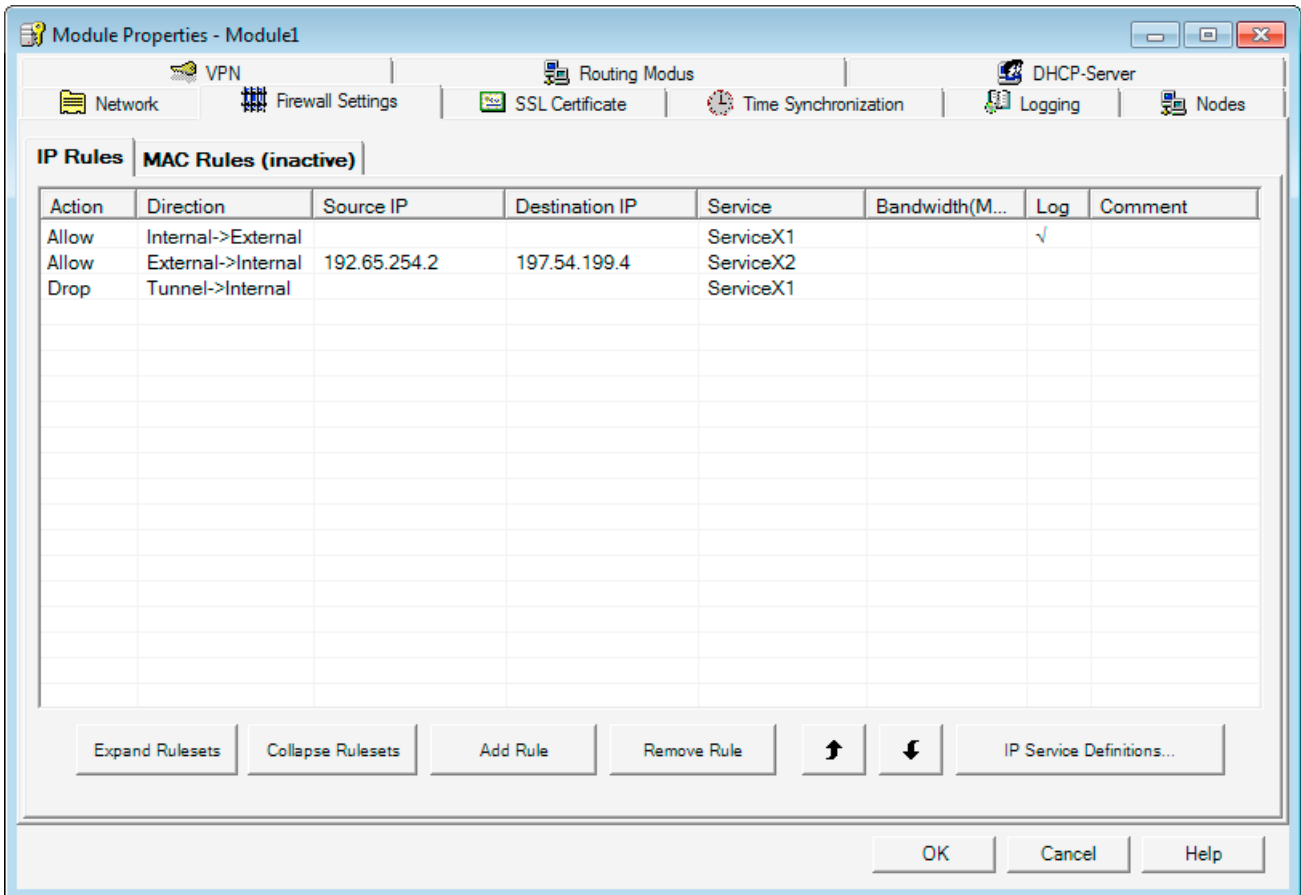 Module Properties - Module1
VPN Routing Modus DHCP-Server
Network Firewall Settings SSL Certificate Time Synchronization Logging Nodes
IP Rules MAC Rules (inactive)
Action Direction Source IP Destination IP Service Bandwidth(M... Log Comment
Allow Internal->External ServiceX1 √
Allow External->Internal 192.65.254.2 197.54.199.4 ServiceX2
Drop Tunnel->Internal ServiceX1
Expand Rulesets Collapse Rulesets Add Rule Remove Rule IP Service Definitions...
OK Cancel Help